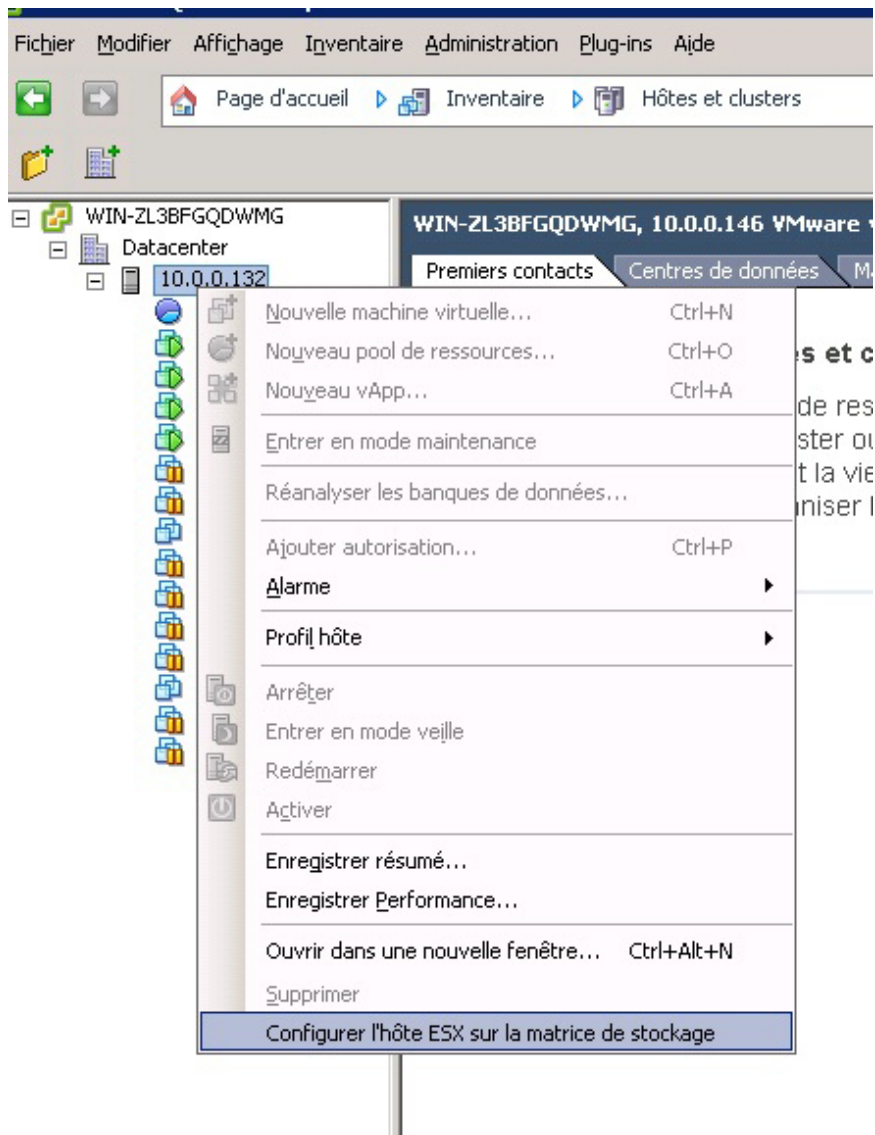 Fichier Modifier Affichage Inventaire Administration Plug-ins Aide
Page d'accueil Inventaire Hôtes et clusters
WIN-ZL3BFGQDWMG
Datacenter
10.0.0.132
WIN-ZL3BFGQDWMG, 10.0.0.146 VMware
Premiers contacts Centres de données
Nouvelle machine virtuelle... Ctrl+N
Nouveau pool de ressources... Ctrl+O
Nouveau vApp... Ctrl+A
Entrer en mode maintenance
Réanalyser les banques de données...
Ajouter autorisation... Ctrl+P
Alarme
Profil hôte
Arrêter
Entrer en mode veille
Redémarrer
Activer
Enregistrer résumé...
Enregistrer Performance...
Ouvrir dans une nouvelle fenêtre... Ctrl+Alt+N
Supprimer
Configurer l'hôte ESX sur la matrice de stockage
et
de
la